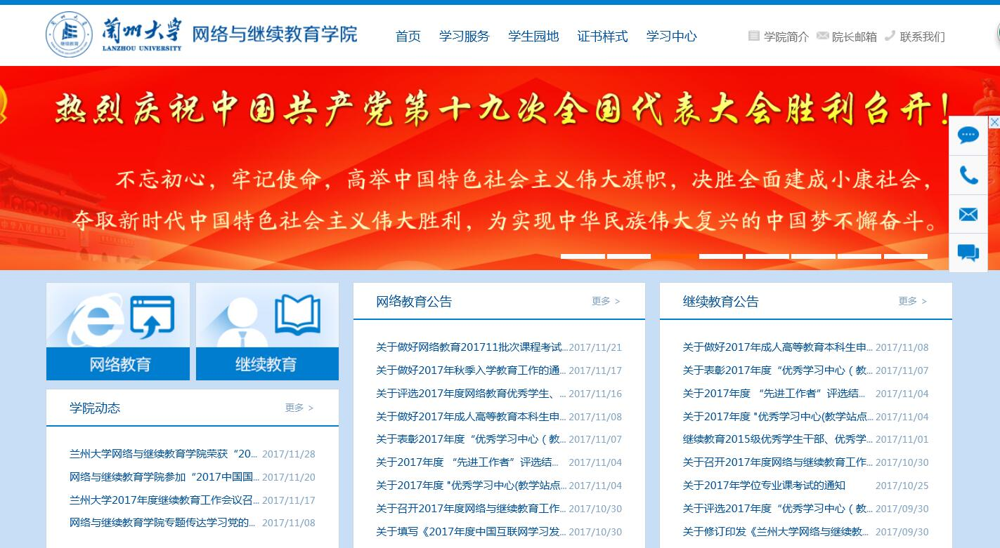 兰州大学 网络与继续教育学院
LANZHOU UNIVERSITY
继续教育
首页 学习服务 学生园地 证书样式 学习中心
学院简介 院长邮箱 联系我们
热烈庆祝中国共产党第十九次全国代表大会胜利召开！
不忘初心，牢记使命，高举中国特色社会主义伟大旗帜，决胜全面建成小康社会，
夺取新时代中国特色社会主义伟大胜利，为实现中华民族伟大复兴的中国梦不懈奋斗。
网络教育
继续教育
学院动态 更多 >
兰州大学网络与继续教育学院荣获“20... 2017/11/28
网络与继续教育学院参加“2017中国国... 2017/11/20
兰州大学2017年度继续教育工作会议召... 2017/11/17
网络与继续教育学院专题传达学习党的... 2017/11/08
网络教育公告 更多 >
关于做好网络教育201711批次课程考试... 2017/11/21
关于做好2017年秋季入学教育工作的通... 2017/11/17
关于评选2017年度网络教育优秀学生、... 2017/11/16
关于做好2017年成人高等教育本科生申... 2017/11/08
关于表彰2017年度“优秀学习中心（教... 2017/11/07
关于2017年度 “先进工作者”评选结... 2017/11/04
关于2017年度 "优秀学习中心(教学站点... 2017/11/04
关于召开2017年度网络与继续教育工作... 2017/10/30
关于填写《2017年度中国互联网学习发... 2017/10/30
继续教育公告 更多 >
关于做好2017年成人高等教育本科生申... 2017/11/08
关于表彰2017年度“优秀学习中心（教... 2017/11/07
关于2017年度 “先进工作者”评选结... 2017/11/04
关于2017年度 "优秀学习中心(教学站点... 2017/11/04
继续教育2015级优秀学生干部、优秀学... 2017/11/01
关于召开2017年度网络与继续教育工作... 2017/10/30
关于2017年学位专业课考试的通知 2017/10/25
关于评选2017年度“优秀学习中心（教... 2017/09/30
关于修订印发《兰州大学网络与继续教... 2017/09/30